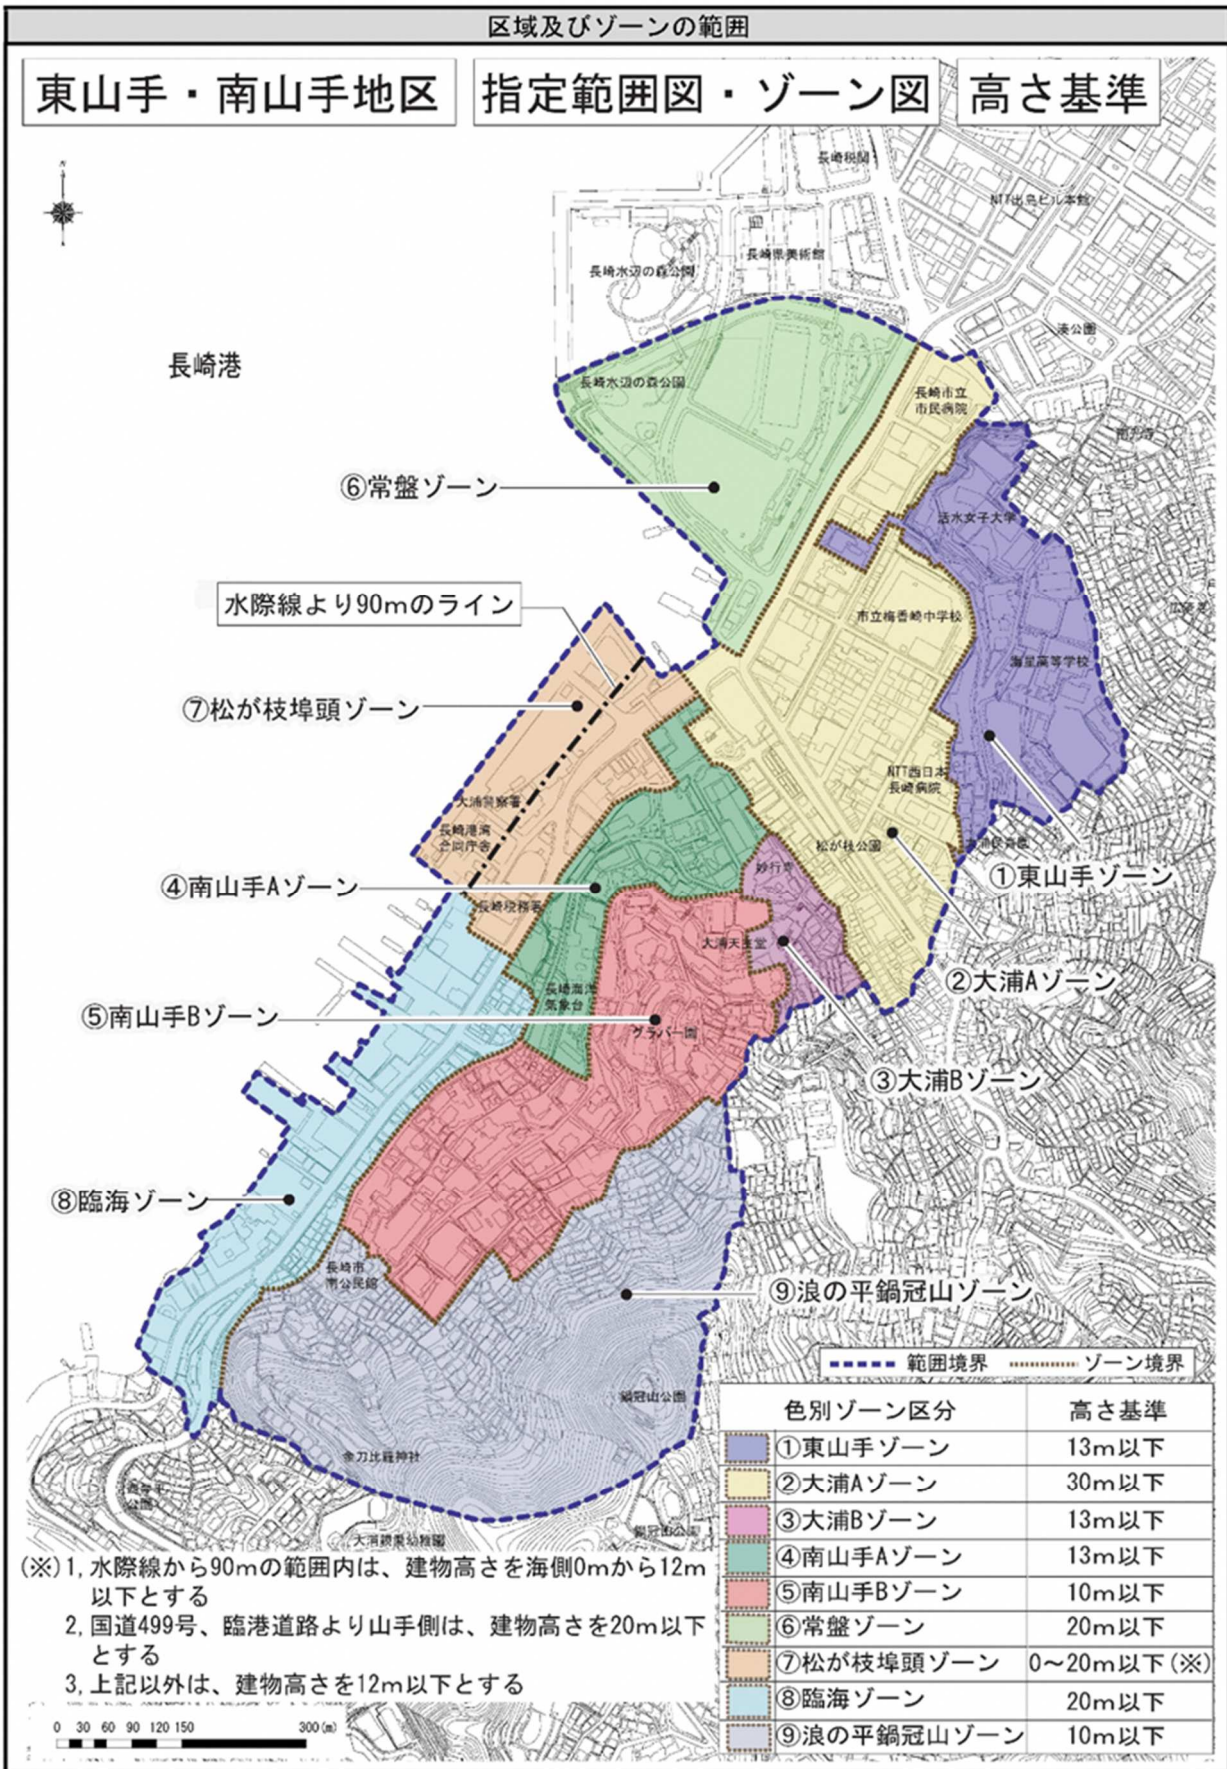 区域及びゾーンの範囲
東山手・南山手地区
指定範囲図・ゾーン図
高さ基準
N
長崎税関
NTT出島ビル本館
長崎県美術館
長崎水辺の森公園
湊公園
長崎港
長崎水辺の森公園
長崎市立
市民病院
⑥常盤ゾーン
活水女子大学
水際線より90mのライン
市立梅香崎中学校
海星高等学校
⑦松が枝埠頭ゾーン
NTT西日本
長崎病院
大浦警察署
長崎港湾
合同庁舎
松が枝公園
妙行寺
①東山手ゾーン
④南山手Aゾーン
長崎税務署
大浦天主堂
②大浦Aゾーン
長崎海洋
気象台
⑤南山手Bゾーン
グラバー園
③大浦Bゾーン
⑧臨海ゾーン
長崎市
南公民館
⑨浪の平鍋冠山ゾーン
範囲境界
ゾーン境界
鍋冠山公園
金刀比羅神社
鍋冠山公園
色別ゾーン区分 高さ基準
①東山手ゾーン 13m以下
②大浦Aゾーン 30m以下
③大浦Bゾーン 13m以下
④南山手Aゾーン 13m以下
⑤南山手Bゾーン 10m以下
⑥常盤ゾーン 20m以下
⑦松が枝埠頭ゾーン 0～20m以下(※)
⑧臨海ゾーン 20m以下
⑨浪の平鍋冠山ゾーン 10m以下
(※)1,水際線から90mの範囲内は、建物高さを海側0mから12m
以下とする
2,国道499号、臨港道路より山手側は、建物高さを20m以下
とする
3,上記以外は、建物高さを12m以下とする
0 30 60 90 120 150 300(m)